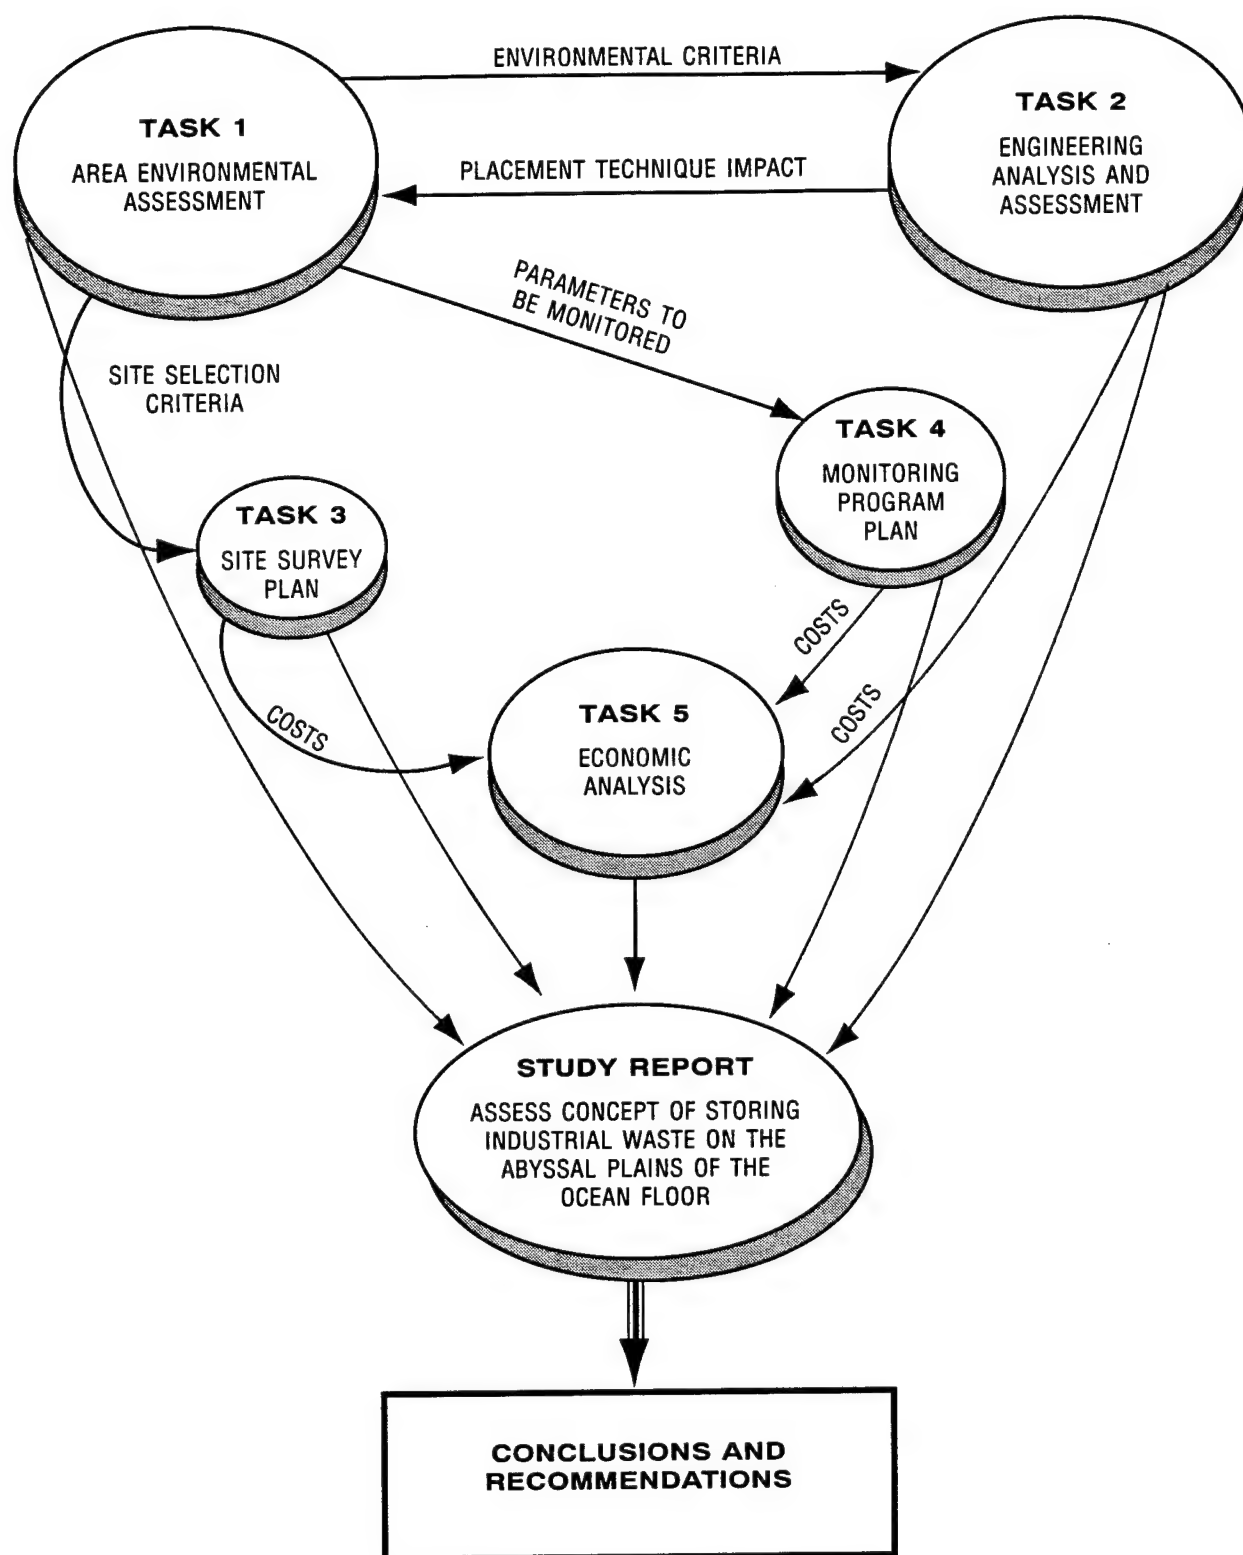 ENVIRONMENTAL CRITERIA
TASK 1
AREA ENVIRONMENTAL
ASSESSMENT
TASK 2
ENGINEERING
ANALYSIS AND
ASSESSMENT
PLACEMENT TECHNIQUE IMPACT
PARAMETERS TO
BE MONITORED
SITE SELECTION
CRITERIA
TASK 4
MONITORING
PROGRAM
PLAN
TASK 3
SITE SURVEY
PLAN
COSTS
COSTS
COSTS
TASK 5
ECONOMIC
ANALYSIS
STUDY REPORT
ASSESS CONCEPT OF STORING
INDUSTRIAL WASTE ON THE
ABYSSAL PLAINS OF THE
OCEAN FLOOR
CONCLUSIONS AND
RECOMMENDATIONS